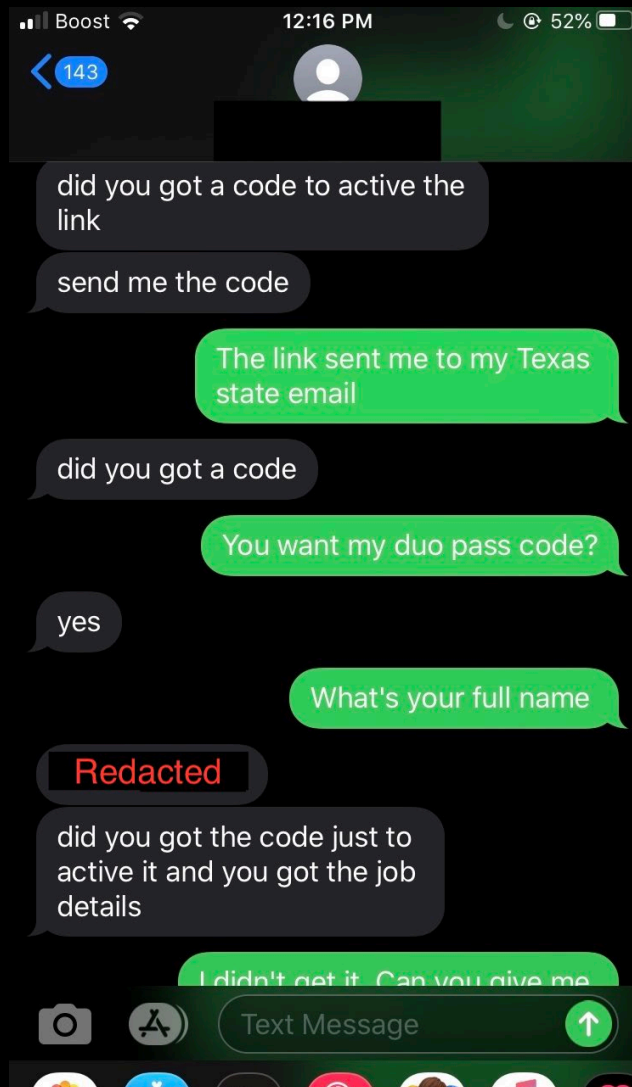 Boost 12:16 PM 52%
143
did you got a code to active the
link
send me the code
The link sent me to my Texas
state email
did you got a code
You want my duo pass code?
yes
What's your full name
Redacted
did you got the code just to
active it and you got the job
details
I didn't get it. Can you give me
Text Message